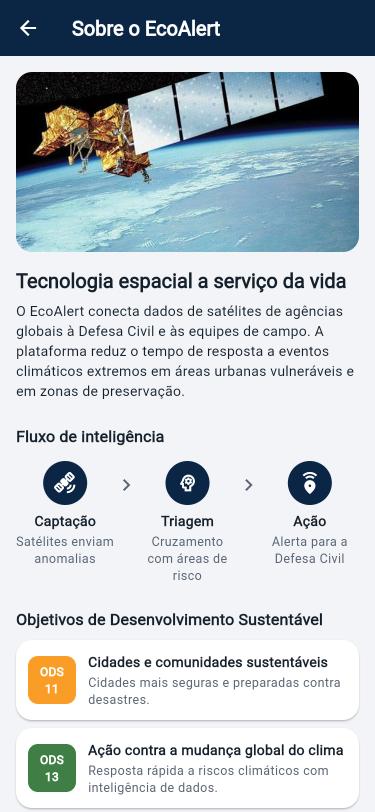 Sobre o EcoAlert
Tecnologia espacial a serviço da vida
O EcoAlert conecta dados de satélites de agências
globais à Defesa Civil e às equipes de campo. A
plataforma reduz o tempo de resposta a eventos
climáticos extremos em áreas urbanas vulneráveis e
em zonas de preservação.
Fluxo de inteligência
Captação
Satélites enviam
anomalias
Triagem
Cruzamento
com áreas de
risco
Ação
Alerta para a
Defesa Civil
Objetivos de Desenvolvimento Sustentável
ODS
11
Cidades e comunidades sustentáveis
Cidades mais seguras e preparadas contra
desastres.
ODS
13
Ação contra a mudança global do clima
Resposta rápida a riscos climáticos com
inteligência de dados.